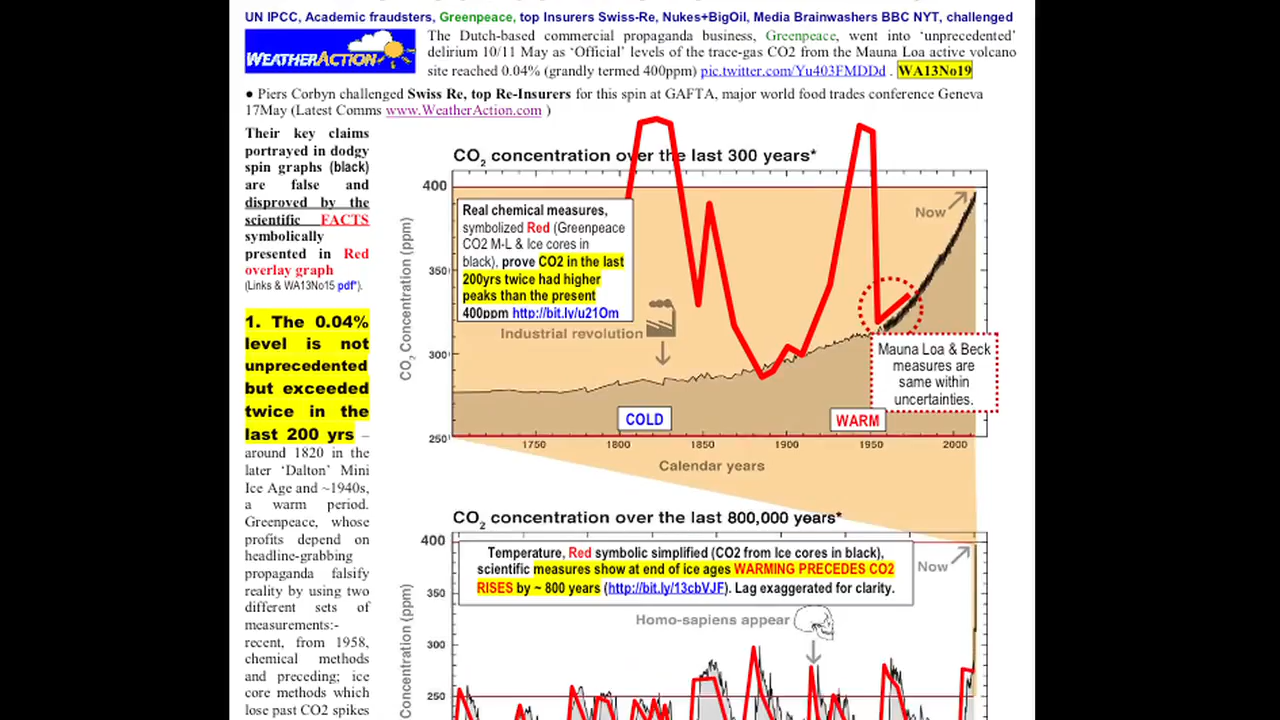 UN IPCC, Academic fraudsters, Greenpeace, top Insurers Swiss-Re, Nukes+BigOil, Media Brainwashers BBC NYT, challenged
WEATHERACTION
The Dutch-based commercial propaganda business, Greenpeace, went into ‘unprecedented’
delirium 10/11 May as ‘Official’ levels of the trace-gas CO2 from the Mauna Loa active volcano
site reached 0.04% (grandly termed 400ppm) pic.twitter.com/Yu403FMDDd . WA13No19
● Piers Corbyn challenged Swiss Re, top Re-Insurers for this spin at GAFTA, major world food trades conference Geneva
17May (Latest Comms www.WeatherAction.com )
Their key claims
portrayed in dodgy
spin graphs (black)
are false and
disproved by the
scientific FACTS
symbolically
presented in Red
overlay graph
(Links & WA13No15 pdf*).
1. The 0.04%
level is not
unprecedented
but exceeded
twice in the
last 200 yrs –
around 1820 in the
later ‘Dalton’ Mini
Ice Age and ~1940s,
a warm period.
Greenpeace, whose
profits depend on
headline-grabbing
propaganda falsify
reality by using two
different sets of
measurements:-
recent, from 1958,
chemical methods
and preceding; ice
core methods which
lose past CO2 spikes
CO2 concentration over the last 300 years*
400
350
300
250
CO2 Concentration (ppm)
Real chemical measures,
symbolized Red (Greenpeace
CO2 M-L & Ice cores in
black), prove CO2 in the last
200yrs twice had higher
peaks than the present
400ppm http://bit.ly/u21Om
Now
Industrial revolution
Mauna Loa & Beck
measures are
same within
uncertainties.
COLD
WARM
1750 1800 1850 1900 1950 2000
Calendar years
CO2 concentration over the last 800,000 years*
400
350
300
250
Concentration (ppm)
Temperature, Red symbolic simplified (CO2 from Ice cores in black),
scientific measures show at end of ice ages WARMING PRECEDES CO2
RISES by ~ 800 years (http://bit.ly/13cbVJF). Lag exaggerated for clarity.
Now
Homo-sapiens appear